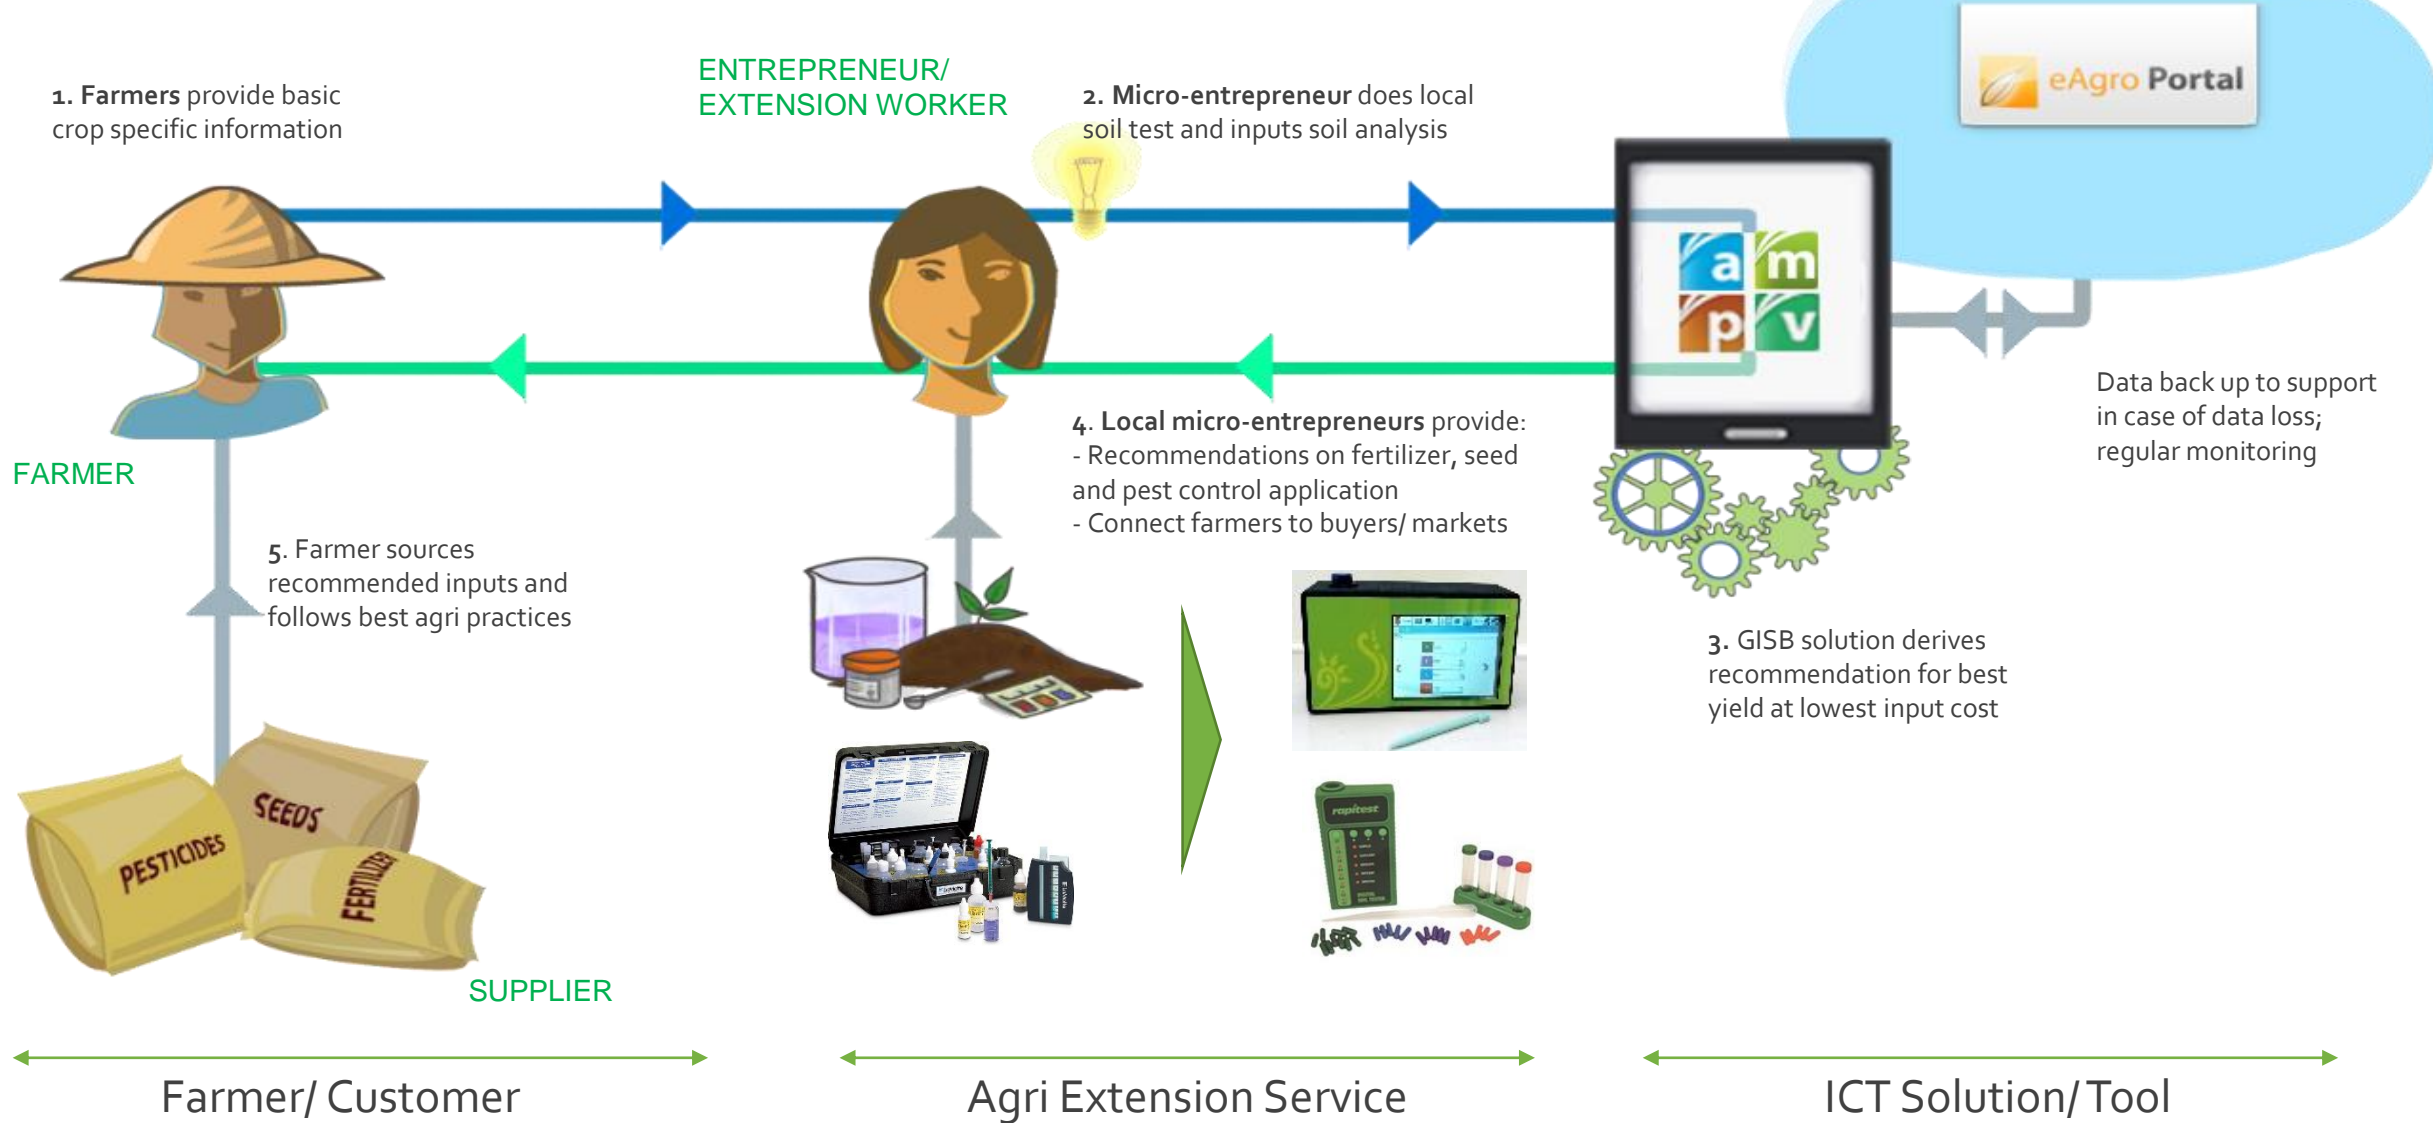 1. Farmers provide basic
crop specific information
ENTREPRENEUR/
EXTENSION WORKER
2. Micro-entrepreneur does local
soil test and inputs soil analysis
eAgro Portal
a m
p v
FARMER
4. Local micro-entrepreneurs provide:
- Recommendations on fertilizer, seed
and pest control application
- Connect farmers to buyers/ markets
Data back up to support
in case of data loss;
regular monitoring
5. Farmer sources
recommended inputs and
follows best agri practices
3. GISB solution derives
recommendation for best
yield at lowest input cost
PESTICIDES
SEEDS
FERTILIZER
rapitest
SUPPLIER
Farmer/ Customer
Agri Extension Service
ICT Solution/ Tool